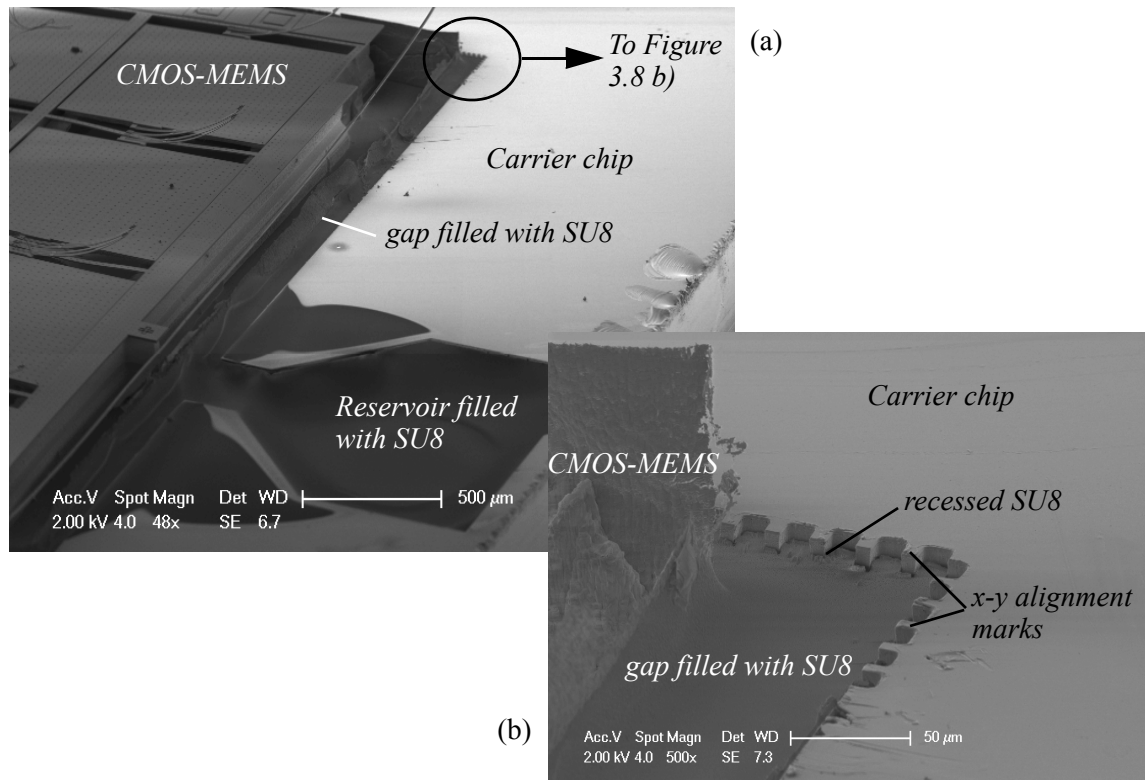 (a)
To Figure
3.8 b)
CMOS-MEMS
Carrier chip
gap filled with SU8
Reservoir filled
with SU8
Acc.V Spot Magn Det WD 500 µm
2.00 kV 4.0 48x SE 6.7
Carrier chip
CMOS-MEMS
recessed SU8
x-y alignment
marks
gap filled with SU8
(b)
Acc.V Spot Magn Det WD 50 µm
2.00 kV 4.0 500x SE 7.3